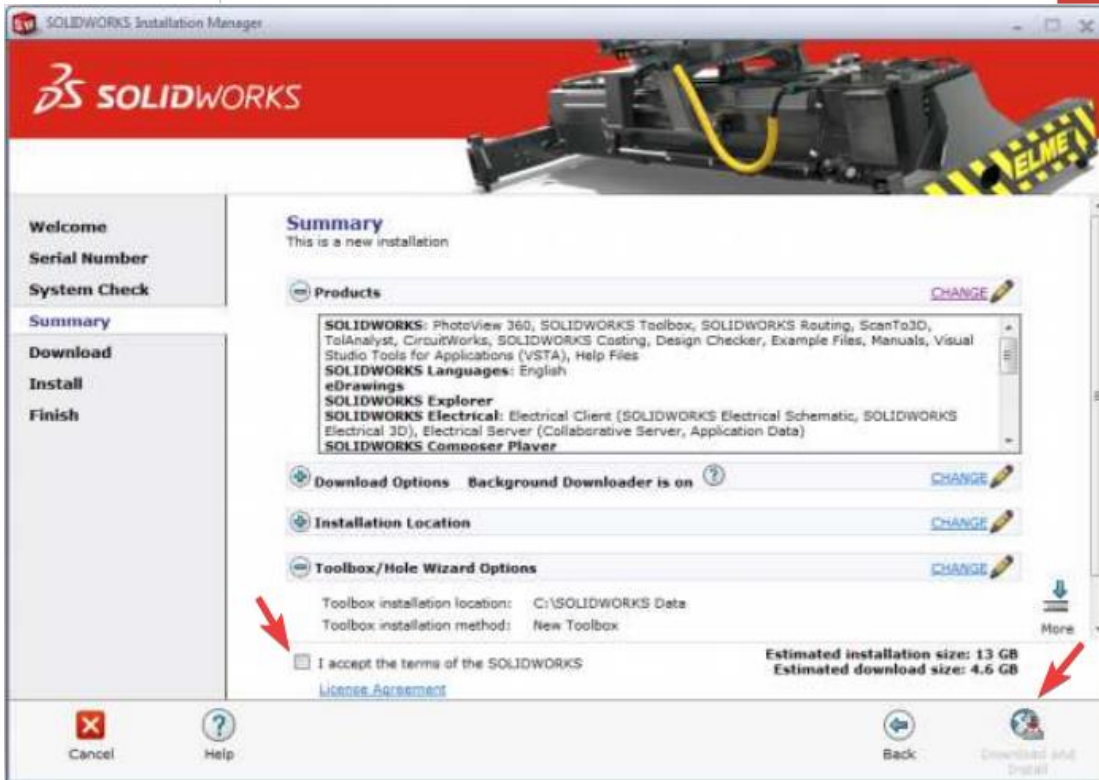 SOLIDWORKS Installation Manager
3S SOLIDWORKS
ELME
Welcome
Serial Number
System Check
Summary
Download
Install
Finish
Summary
This is a new installation
Products CHANGE
SOLIDWORKS: PhotoView 360, SOLIDWORKS Toolbox, SOLIDWORKS Routing, ScanTo3D,
TolAnalyst, CircuitWorks, SOLIDWORKS Costing, Design Checker, Example Files, Manuals, Visual
Studio Tools for Applications (VSTA), Help Files
SOLIDWORKS Languages: English
eDrawings
SOLIDWORKS Explorer
SOLIDWORKS Electrical: Electrical Client (SOLIDWORKS Electrical Schematic, SOLIDWORKS
Electrical 3D), Electrical Server (Collaborative Server, Application Data)
SOLIDWORKS Composer Player
Download Options Background Downloader is on ? CHANGE
Installation Location CHANGE
Toolbox/Hole Wizard Options CHANGE
Toolbox installation location: C:\SOLIDWORKS Data
Toolbox installation method: New Toolbox
More
I accept the terms of the SOLIDWORKS
License Agreement
Estimated installation size: 13 GB
Estimated download size: 4.6 GB
Cancel
Help
Back
Download and
Install